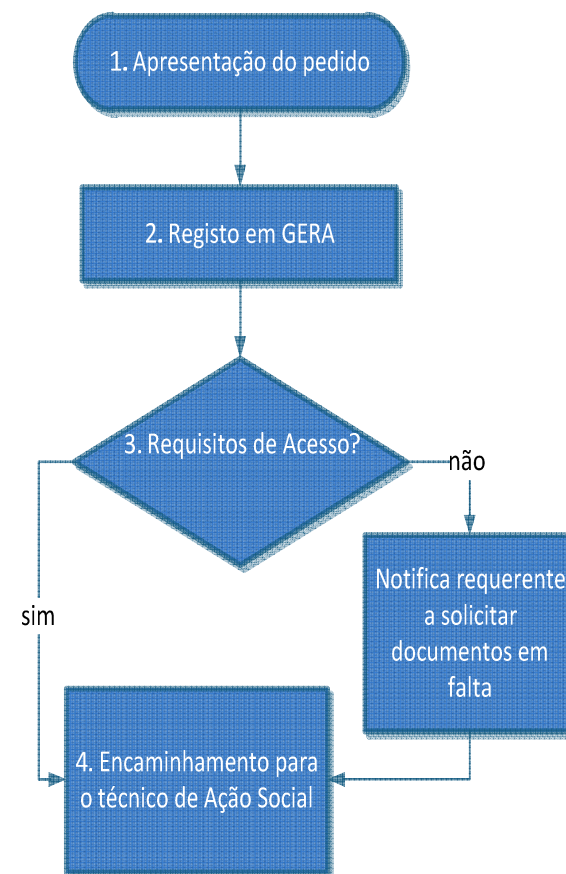 1. Apresentação do pedido
2. Registo em GERA
3. Requisitos de Acesso?
não
Notifica requerente
a solicitar
documentos em
falta
sim
4. Encaminhamento para
o técnico de Ação Social